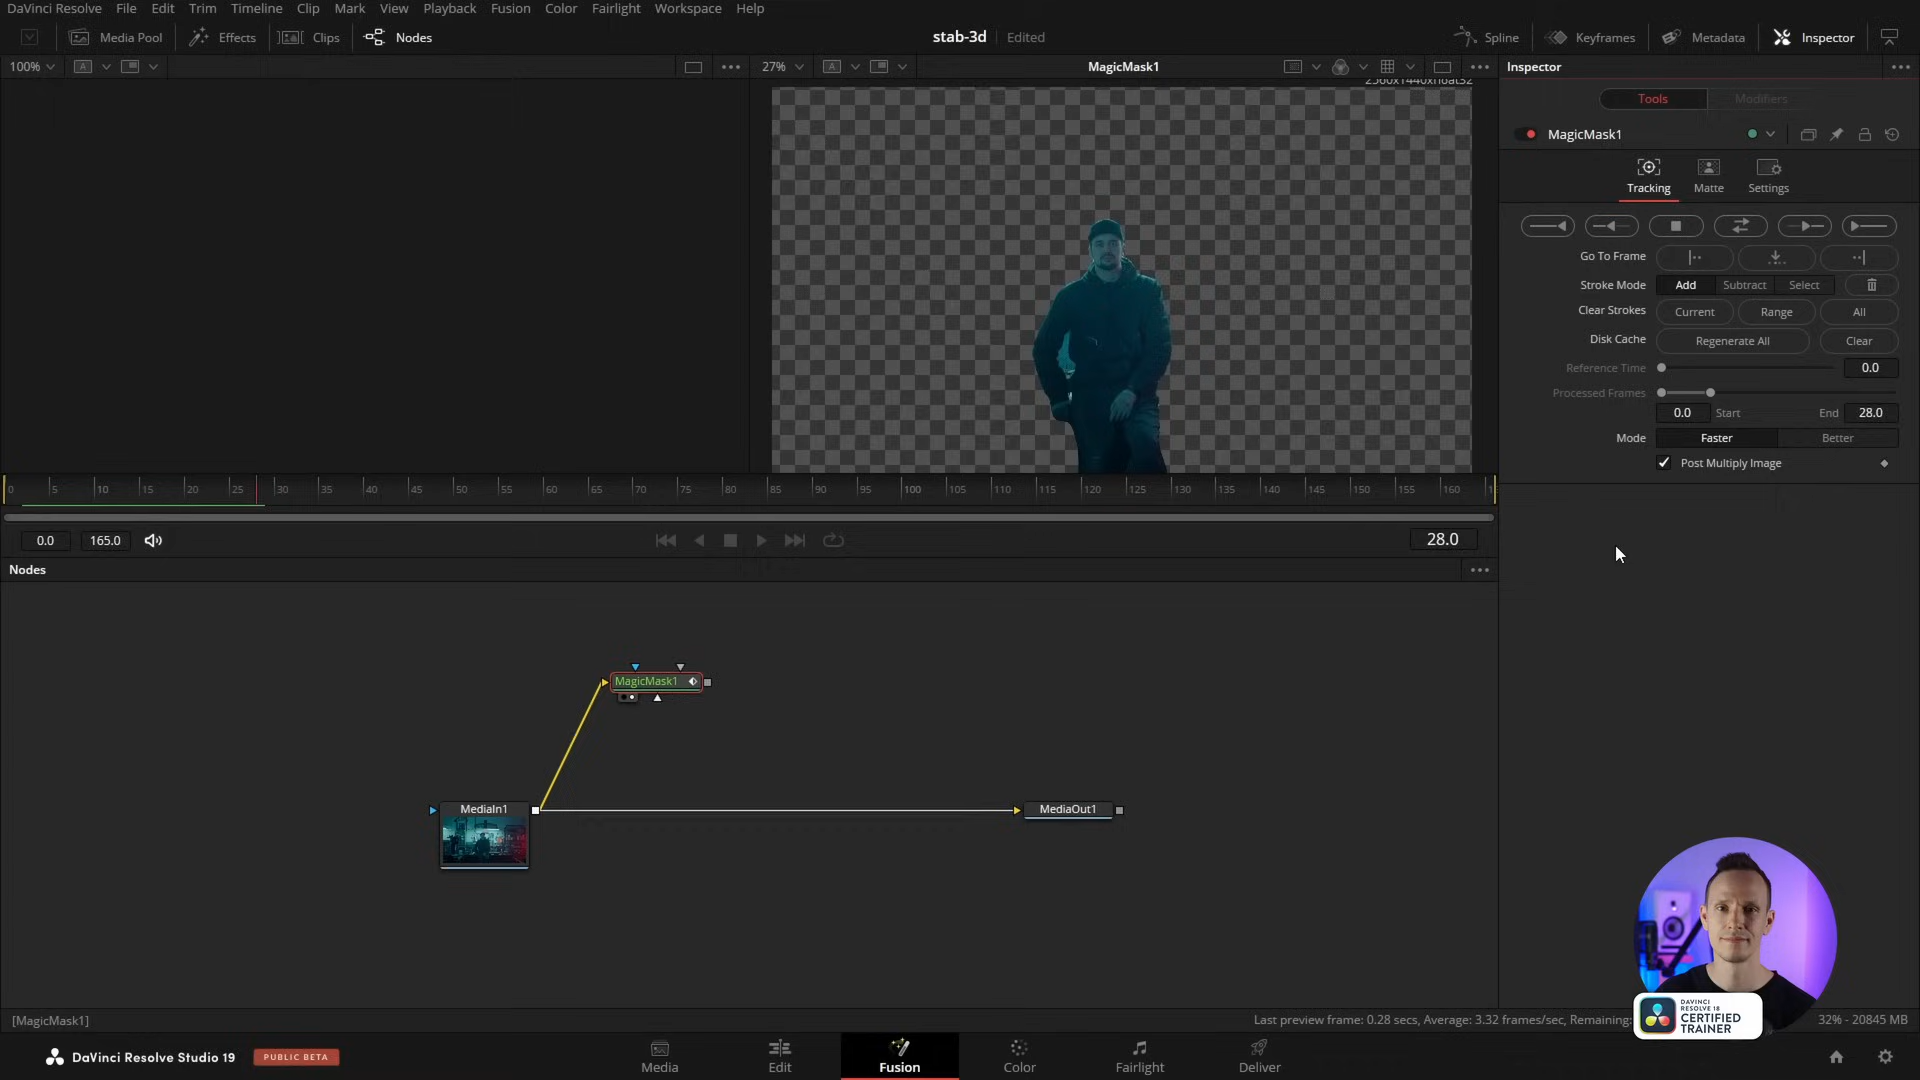 DaVinci Resolve File Edit Trim Timeline Clip Mark View Playback Fusion Color Fairlight Workspace Help
Media Pool Effects Clips Nodes stab-3d Edited Spline Keyframes Metadata Inspector
100% A 27% A MagicMask1 Inspector
2560x1440xfloat32
Tools Modifiers
MagicMask1
Tracking Matte Settings
Go To Frame
Stroke Mode Add Subtract Select
Clear Strokes Current Range All
Disk Cache Regenerate All Clear
Reference Time 0.0
Processed Frames
0.0 Start End 28.0
Mode Faster Better
Post Multiply Image
0 5 10 15 20 25 30 35 40 45 50 55 60 65 70 75 80 85 90 95 100 105 110 115 120 125 130 135 140 145 150 155 160
0.0 165.0 28.0
Nodes
MagicMask1
MediaIn1 MediaOut1
[MagicMask1] Last preview frame: 0.28 secs, Average: 3.32 frames/sec, Remaining: 32% - 20845 MB
DAVINCI
RESOLVE 18
CERTIFIED
TRAINER
DaVinci Resolve Studio 19 PUBLIC BETA Media Edit Fusion Color Fairlight Deliver